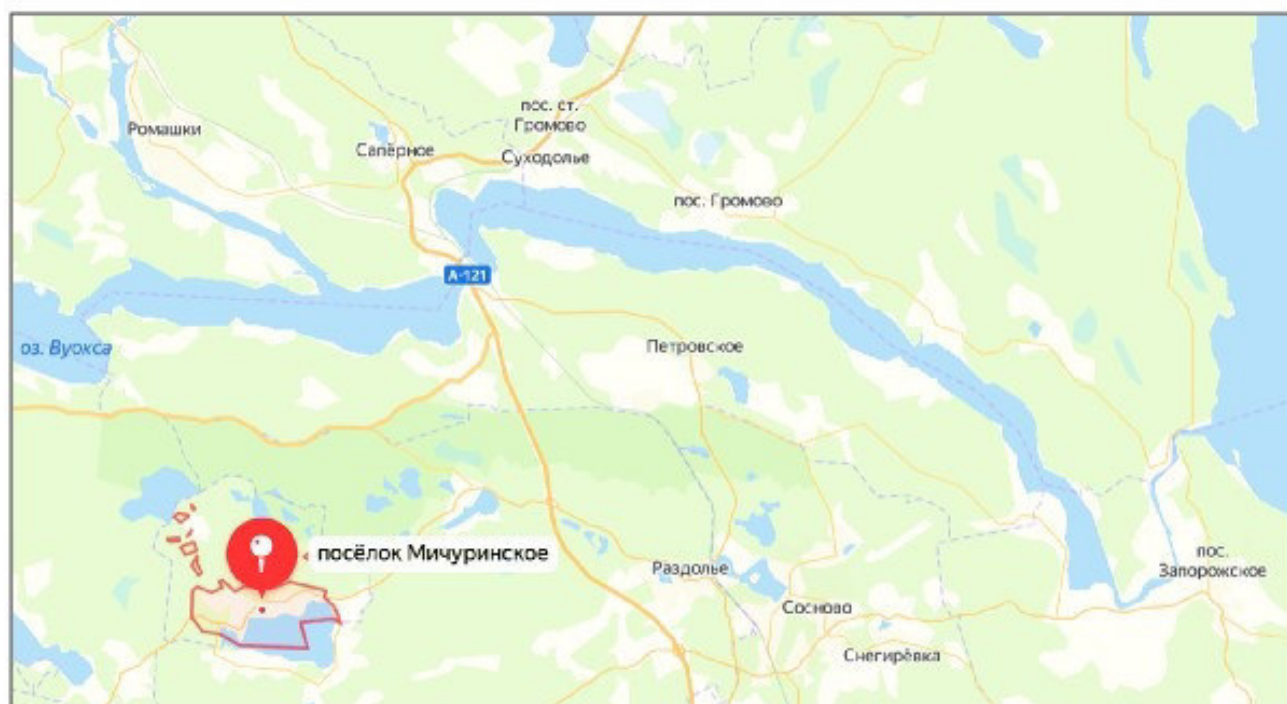 пос. ст.
Громово
Ромашки
Сапёрное
Суходолье
пос. Громово
А-121
оз. Вуокса
Петровское
посёлок Мичуринское
Раздолье
пос.
Запорожское
Сосново
Снегирёвка